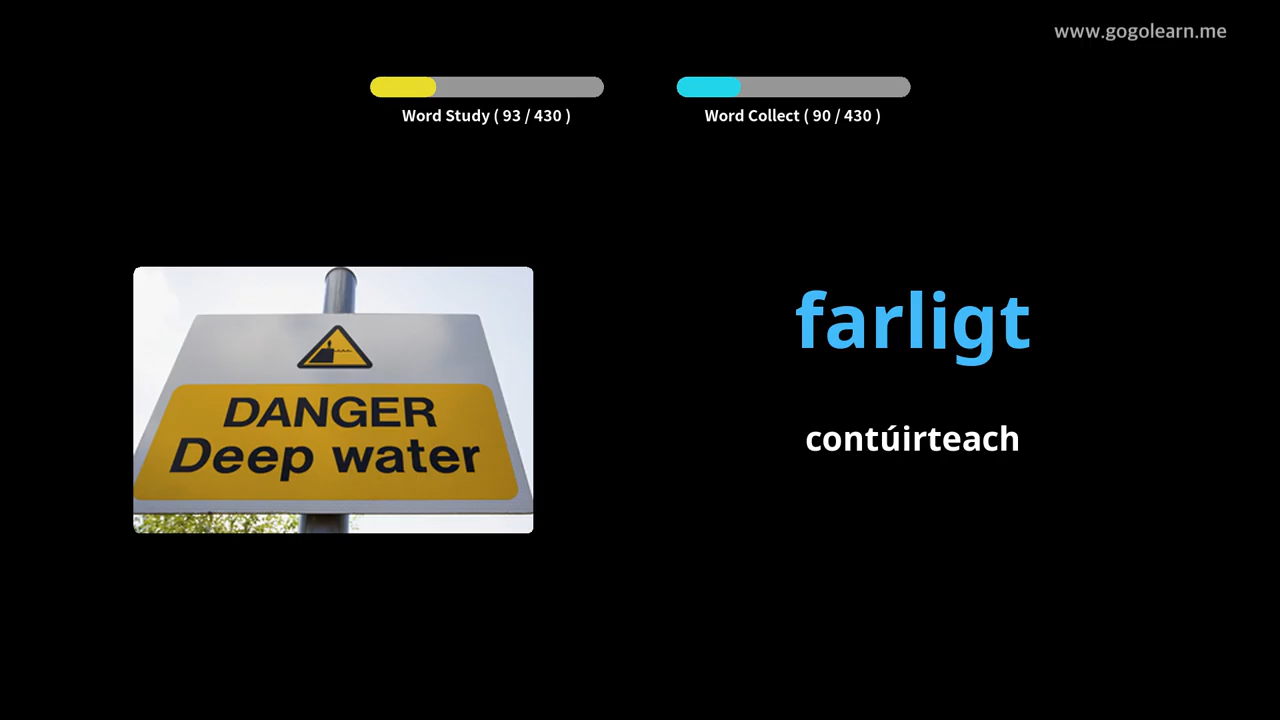 www.gogolearn.me
Word Study ( 93 / 430 )
Word Collect ( 90 / 430 )
DANGER
Deep water
farligt
contúirteach